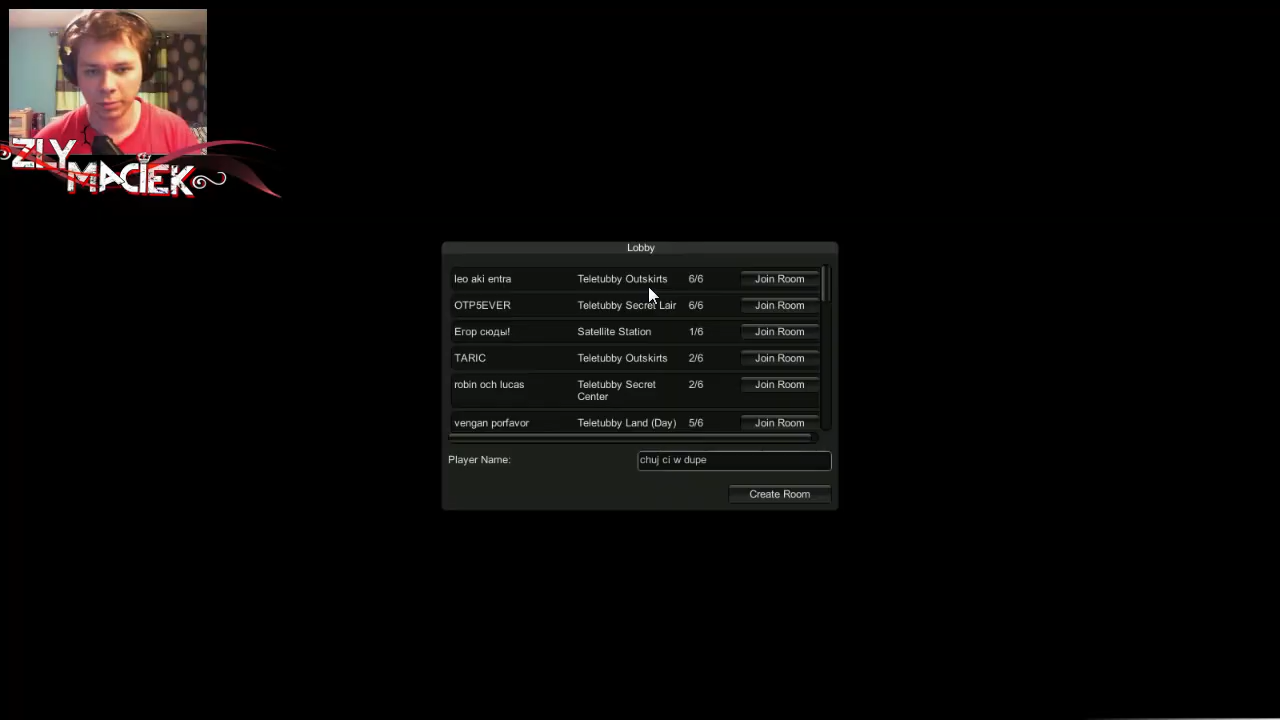 ZLY
MACIEK
Lobby
leo aki entra Teletubby Outskirts 6/6 Join Room
OTP5EVER Teletubby Secret Lair 6/6 Join Room
Егор сюды! Satellite Station 1/6 Join Room
TARIC Teletubby Outskirts 2/6 Join Room
robin och lucas Teletubby Secret 2/6 Join Room
Center
vengan porfavor Teletubby Land (Day) 5/6 Join Room
Player Name: chuj ci w dupe
Create Room